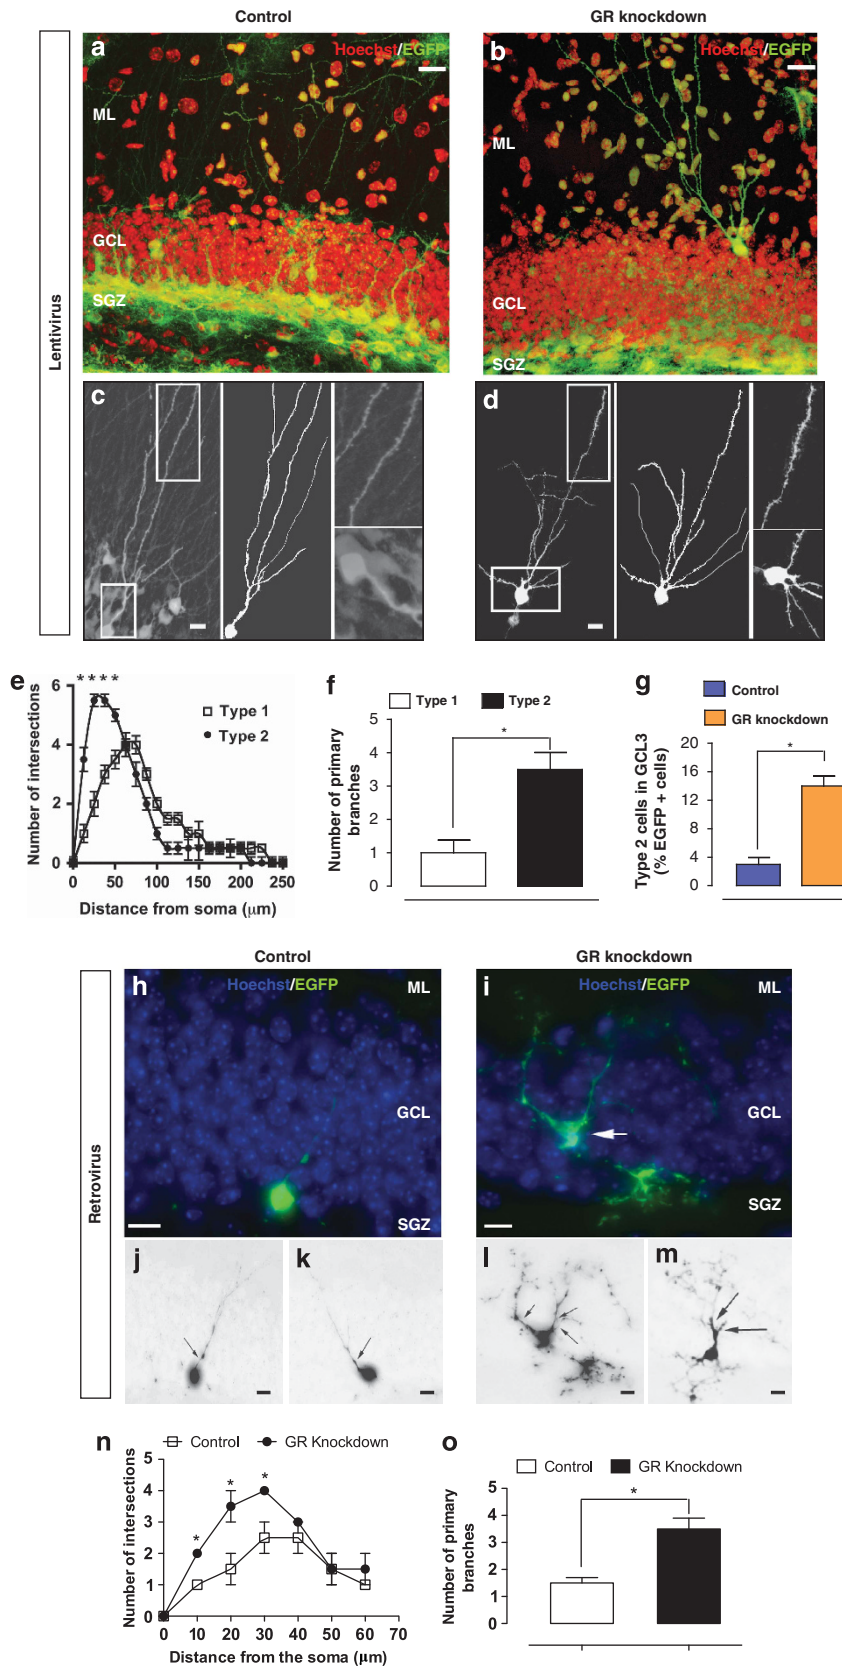 Control
GR knockdown
Lentivirus
a
Hoechst/EGFP
ML
GCL
SGZ
b
Hoechst/EGFP
ML
GCL
SGZ
c
d
e
****
Number of intersections
6
4
2
0
0 50 100 150 200 250
Distance from soma (µm)
Type 1
Type 2
f
Type 1
Type 2
Number of primary
branches
5
4
3
2
1
0
*
g
Control
GR knockdown
Type 2 cells in GCL3
(% EGFP + cells)
20
16
12
8
4
0
*
Control
GR knockdown
Retrovirus
h
Hoechst/EGFP
ML
GCL
SGZ
i
Hoechst/EGFP
ML
GCL
SGZ
j
k
l
m
n
Control
GR Knockdown
Number of intersections
5
4
3
2
1
0
* * *
0 10 20 30 40 50 60 70
Distance from the soma (µm)
o
Control
GR Knockdown
Number of primary
branches
5
4
3
2
1
0
*